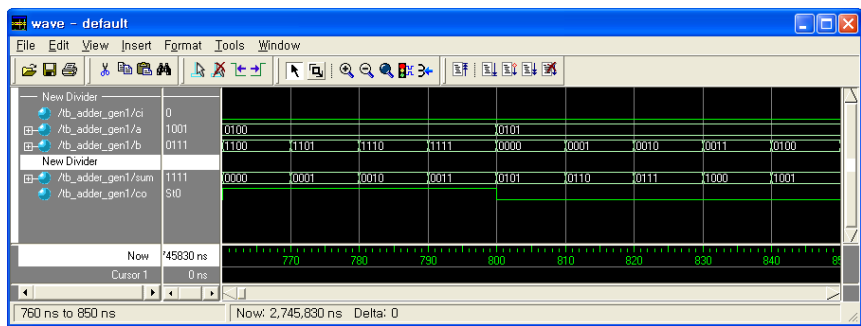 wave - default
File Edit View Insert Format Tools Window
New Divider
/tb_adder_gen1/ci 0
/tb_adder_gen1/a 1001 0100 0101
/tb_adder_gen1/b 0111 1100 1101 1110 1111 0000 0001 0010 0011 0100
New Divider
/tb_adder_gen1/sum 1111 0000 0001 0010 0011 0101 0110 0111 1000 1001
/tb_adder_gen1/co St0
Now '45830 ns 770 780 790 800 810 820 830 840 85
Cursor 1 0 ns
760 ns to 850 ns Now: 2,745,830 ns Delta: 0